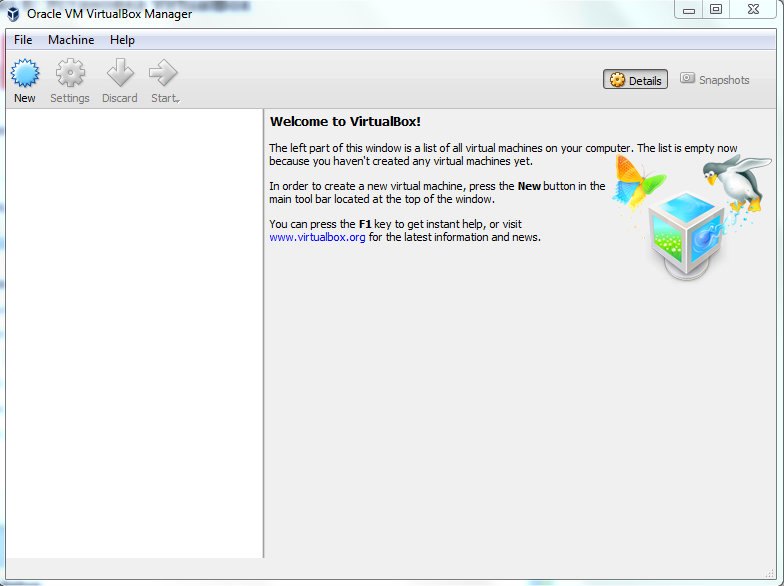 Oracle VM VirtualBox Manager
File Machine Help
New Settings Discard Start
Details Snapshots
Welcome to VirtualBox!
The left part of this window is a list of all virtual machines on your computer. The list is empty now
because you haven't created any virtual machines yet.
In order to create a new virtual machine, press the New button in the
main tool bar located at the top of the window.
You can press the F1 key to get instant help, or visit
www.virtualbox.org for the latest information and news.